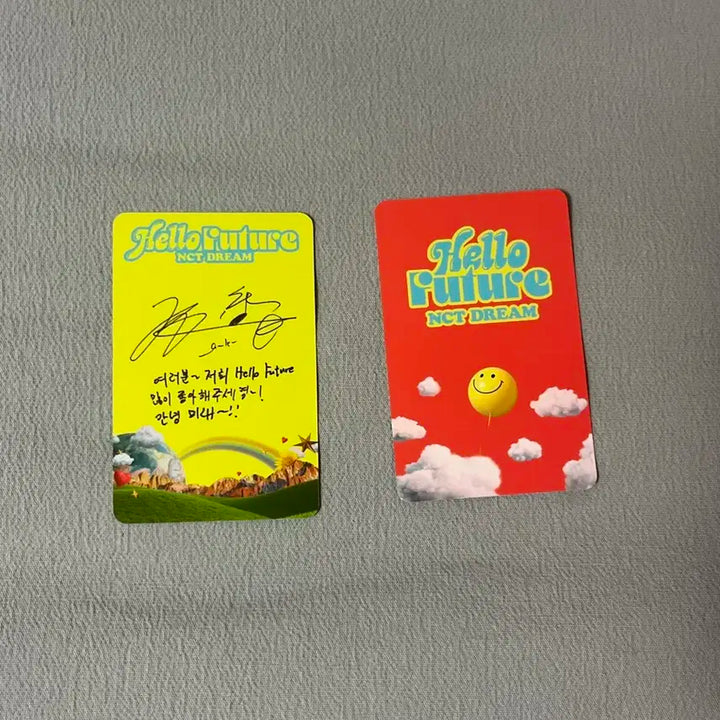 Hello Future
NCT DREAM
여러분~ 저희 Hello Future
많이 좋아해주세영~!
안녕 미래~!!
Hello
Future
NCT DREAM